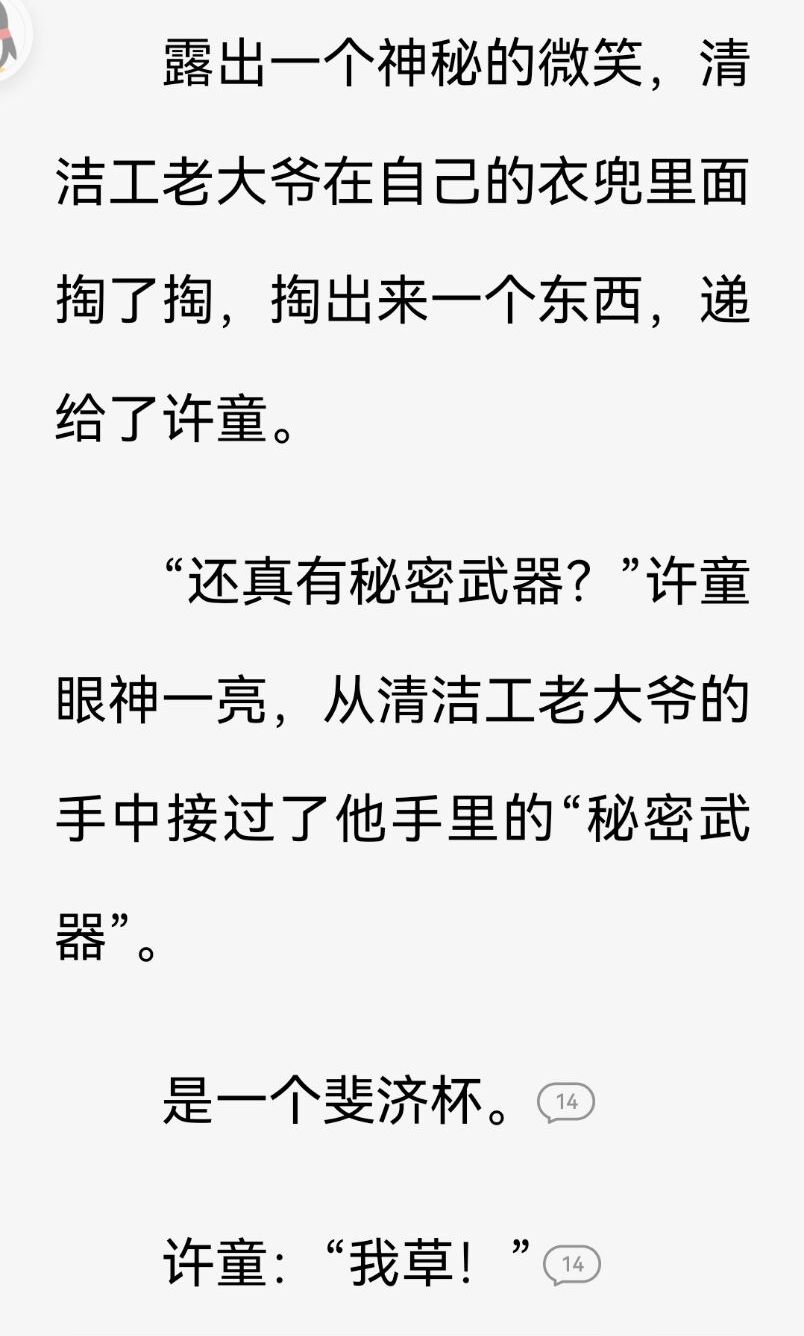 露出一个神秘的微笑，清
洁工老大爷在自己的衣兜里面
掏了掏，掏出来一个东西，递
给了许童。
“还真有秘密武器？”许童
眼神一亮，从清洁工老大爷的
手中接过了他手里的“秘密武
器”。
是一个斐济杯。14
许童：“我草！”14